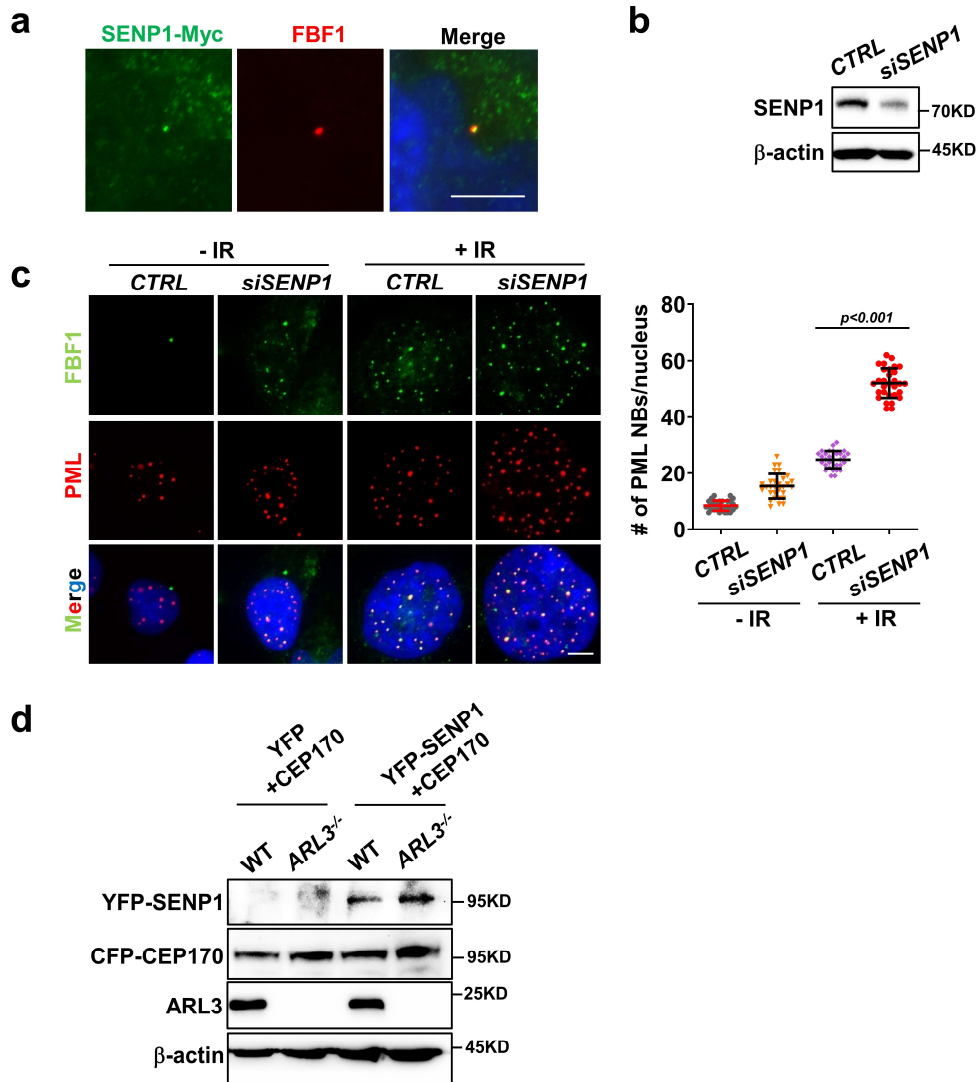 a
SENP1-Myc FBF1 Merge
b
CTRL siSENP1
SENP1 70KD
β-actin 45KD
c
- IR + IR
CTRL siSENP1 CTRL siSENP1
FBF1
PML
Merge
# of PML NBs/nucleus
80
60
40
20
0
p<0.001
CTRL siSENP1 CTRL siSENP1
- IR + IR
d
YFP +CEP170
YFP-SENP1 +CEP170
WT ARL3-/- WT ARL3-/-
YFP-SENP1 95KD
CFP-CEP170 95KD
ARL3 25KD
β-actin 45KD